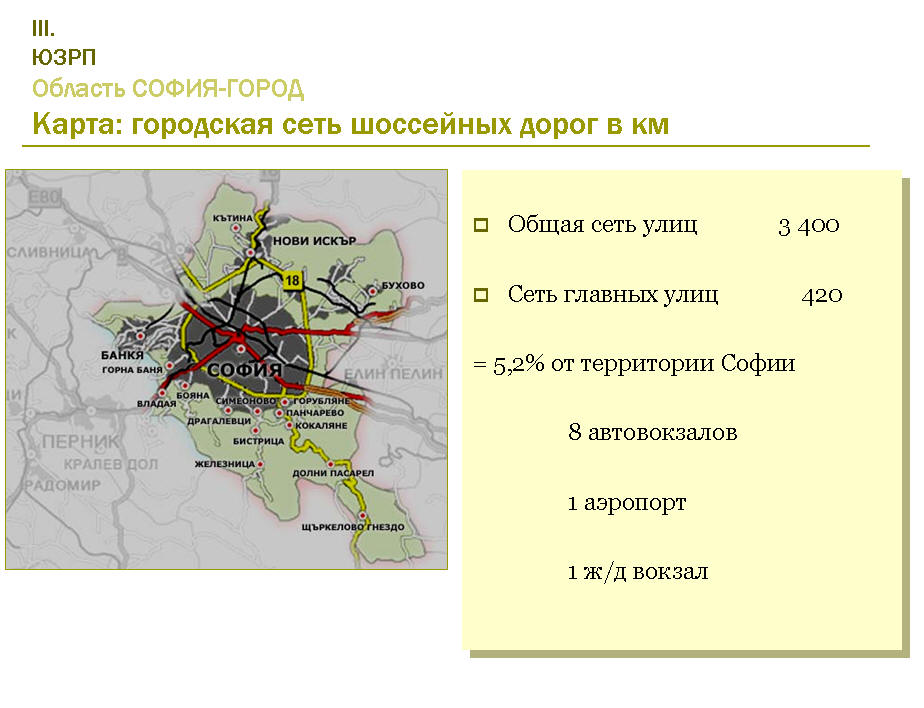 III.
ЮЗРП
Область СОФИЯ-ГОРОД
Карта: городская сеть шоссейных дорог в км
E80
СЛИВНИЦА
КЪТИНА
НОВИ ИСКЪР
18
БУХОВО
БАНКЯ
ГОРНА БАНЯ
СОФИЯ
ЕЛИН ПЕЛИН
ВЛАДАЯ
БОЯНА
СИМЕОНОВО
ГОРУБЛЯНЕ
ПАНЧАРЕВО
ДРАГАЛЕВЦИ
КОКАЛЯНЕ
БИСТРИЦА
ПЕРНИК
КРАЛЕВ ДОЛ
ЖЕЛЕЗНИЦА
ДОЛНИ ПАСАРЕЛ
РАДОМИР
ЩЪРКЕЛОВО ГНЕЗДО
Общая сеть улиц 3 400
Сеть главных улиц 420
= 5,2% от территории Софии
8 автовокзалов
1 аэропорт
1 ж/д вокзал